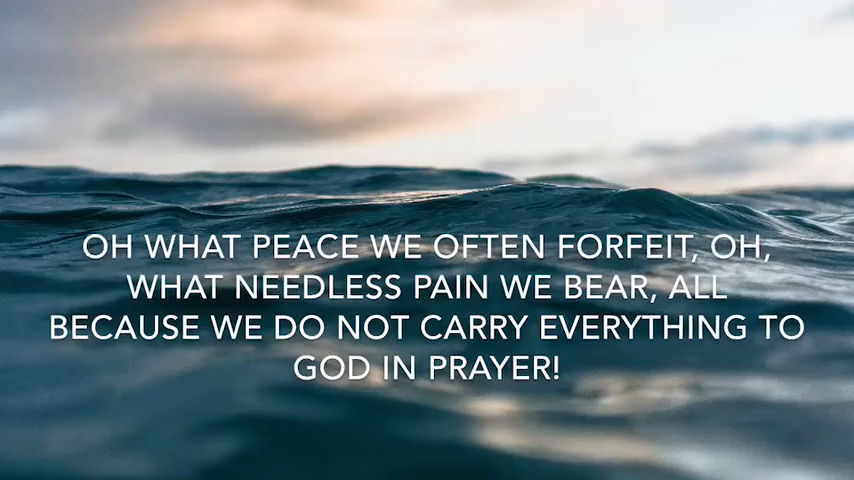 OH WHAT PEACE WE OFTEN FORFEIT, OH,
WHAT NEEDLESS PAIN WE BEAR, ALL
BECAUSE WE DO NOT CARRY EVERYTHING TO
GOD IN PRAYER!